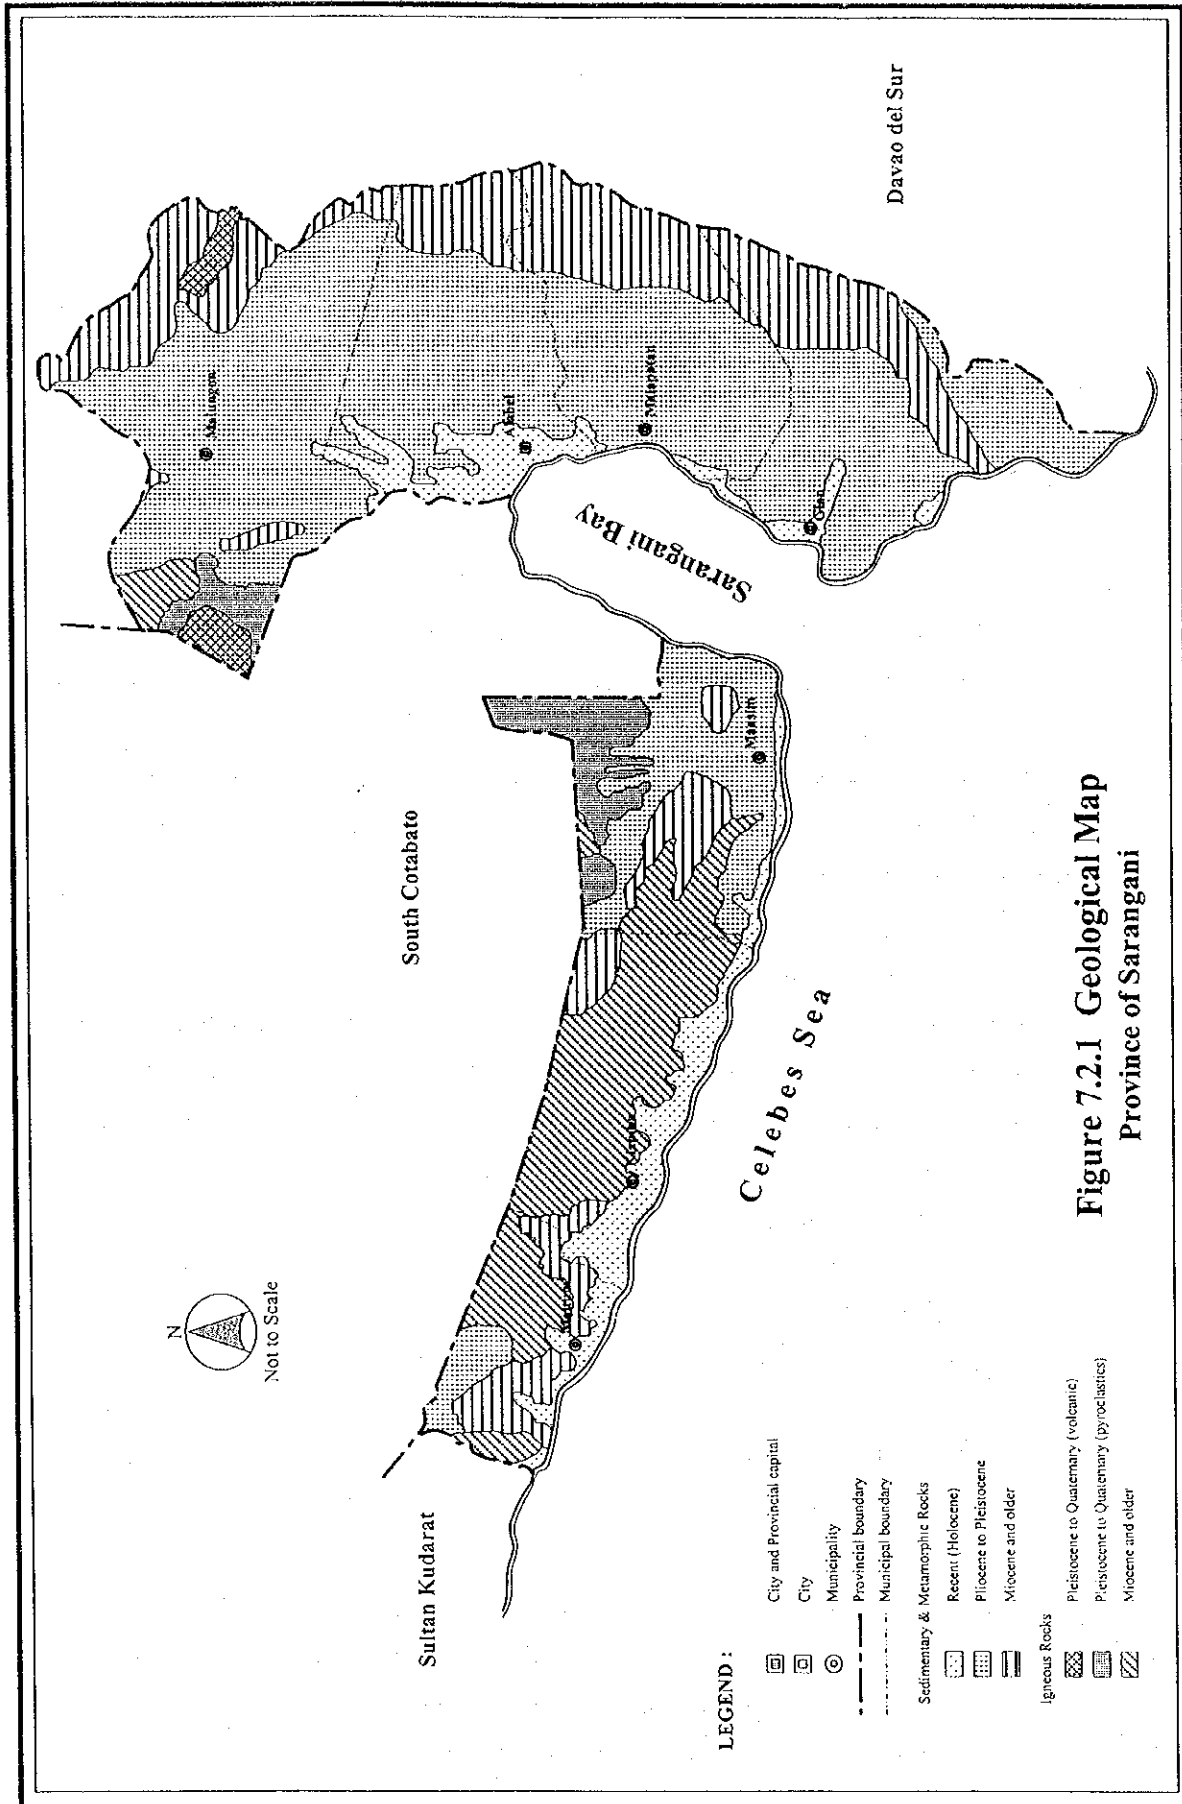 Sultan Kudarat
South Cotabato
Davao del Sur
N
Not to Scale
Malungon
Alabel
Malapatan
Glan
Sarangani Bay
Maasim
Celebes Sea
LEGEND :
City and Provincial capital
City
Municipality
Provincial boundary
Municipal boundary
Sedimentary & Metamorphic Rocks
Recent (Holocene)
Pliocene to Pleistocene
Miocene and older
Igneous Rocks
Pleistocene to Quaternary (volcanic)
Pleistocene to Quaternary (pyroclastics)
Miocene and older
Figure 7.2.1 Geological Map
Province of Sarangani